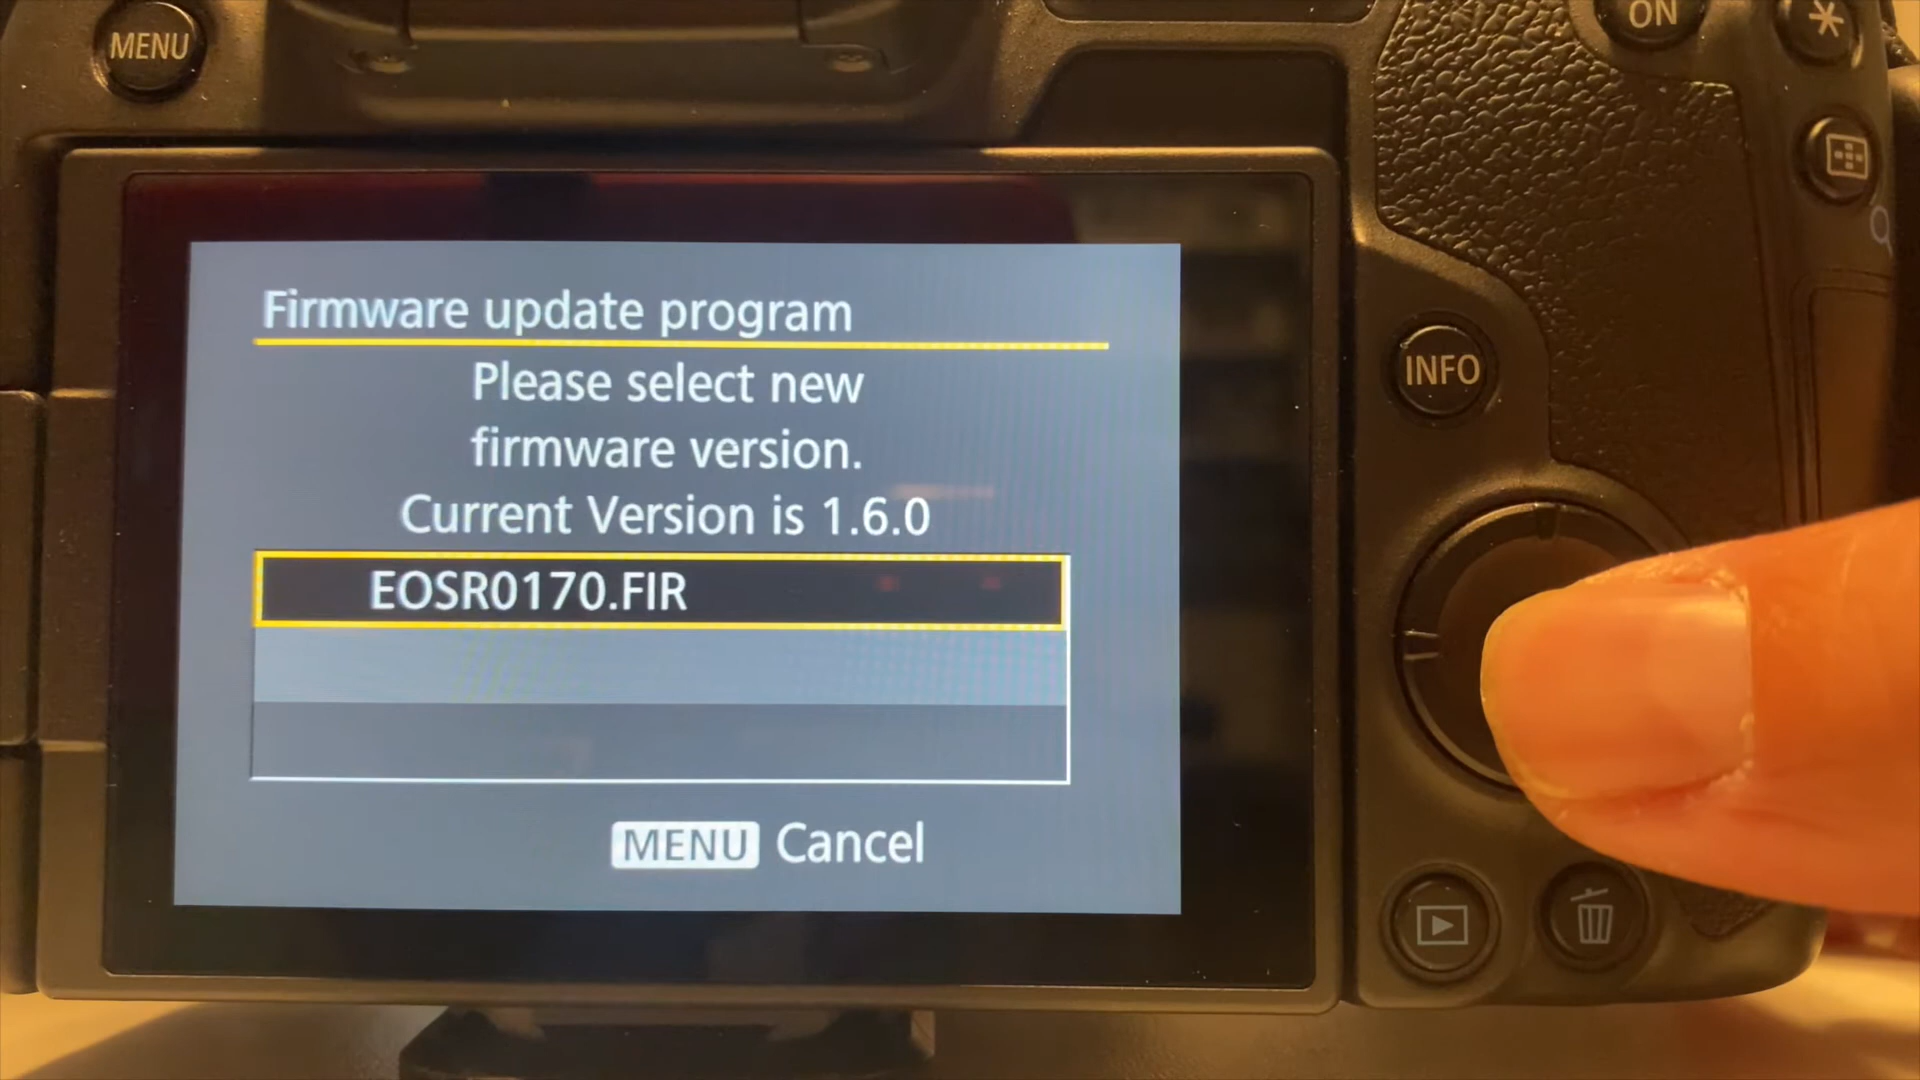 MENU
ON
*
INFO
Firmware update program
Please select new
firmware version.
Current Version is 1.6.0
EOSR0170.FIR
MENU Cancel